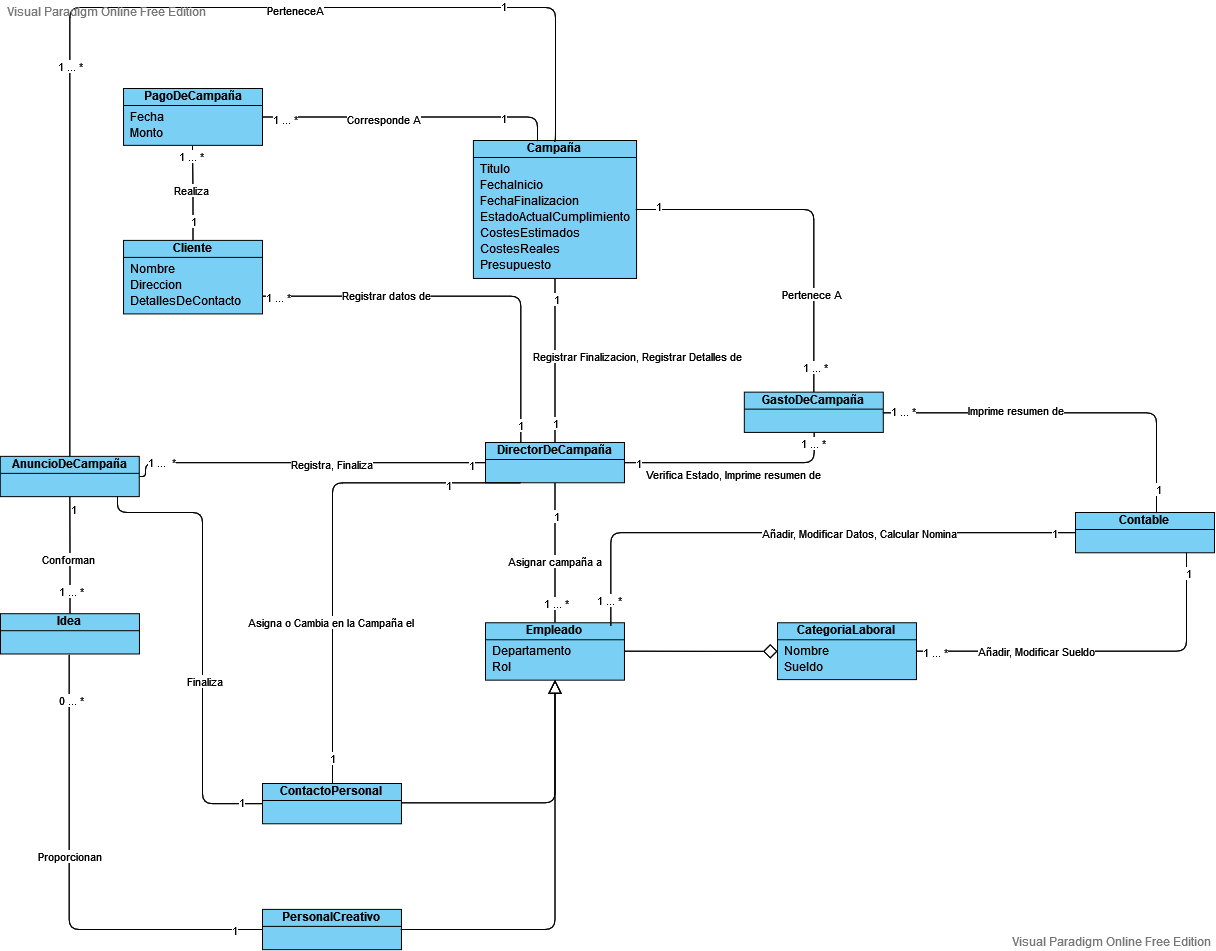 Visual Paradigm Online Free Edition
PerteneceA
1
1 ... *
PagoDeCampaña
Fecha
Monto
1 ... *
Corresponde A
1
1 ... *
Realiza
1
Campaña
Titulo
FechaInicio
FechaFinalizacion
EstadoActualCumplimiento
CostesEstimados
CostesReales
Presupuesto
1
Pertenece A
1 ... *
Cliente
Nombre
Direccion
DetallesDeContacto
1 ... *
Registrar datos de
1
1
Registrar Finalizacion, Registrar Detalles de
1
GastoDeCampaña
1 ... *
Imprime resumen de
1
1 ... *
DirectorDeCampaña
1
Verifica Estado, Imprime resumen de
AnuncioDeCampaña
1 ... *
Registra, Finaliza
1
1
1
Conforman
1 ... *
1
Asignar campaña a
1 ... *
Contable
1
Añadir, Modificar Datos, Calcular Nomina
1 ... *
1
Idea
Empleado
Departamento
Rol
CategoriaLaboral
Nombre
Sueldo
1 ... *
Añadir, Modificar Sueldo
Asigna o Cambia en la Campaña el
1
Finaliza
1
0 ... *
ContactoPersonal
Proporcionan
1
PersonalCreativo
Visual Paradigm Online Free Edition